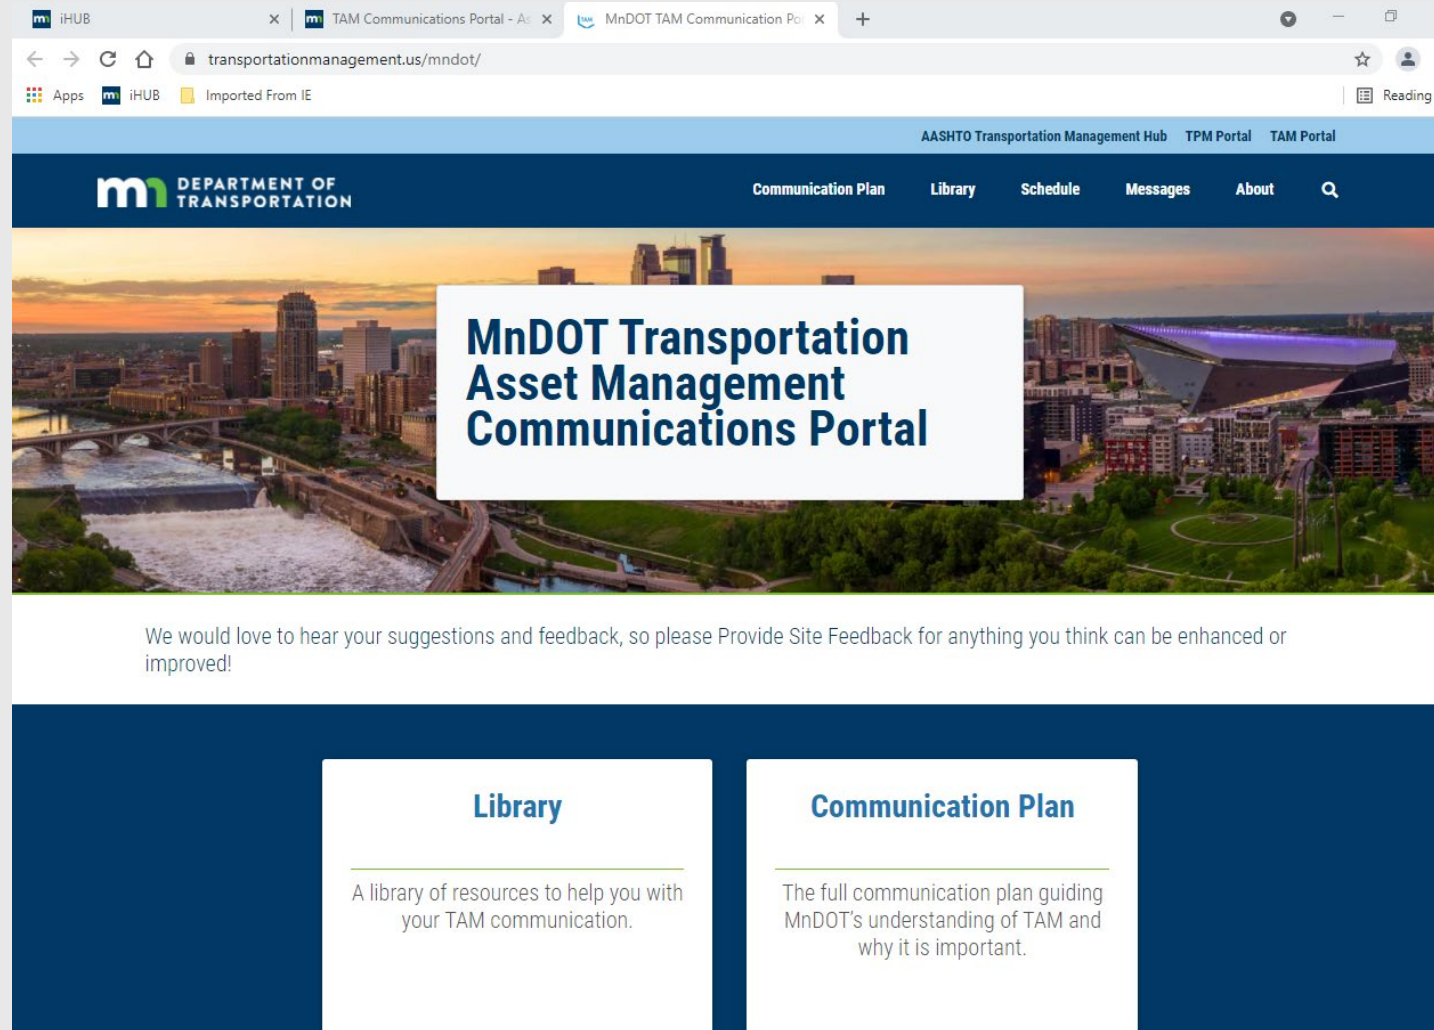 iHUB
TAM Communications Portal - As
MnDOT TAM Communication Por
transportationmanagement.us/mndot/
Apps iHUB Imported From IE Reading
AASHTO Transportation Management Hub TPM Portal TAM Portal
mn DEPARTMENT OF
TRANSPORTATION
Communication Plan Library Schedule Messages About
MnDOT Transportation
Asset Management
Communications Portal
We would love to hear your suggestions and feedback, so please Provide Site Feedback for anything you think can be enhanced or
improved!
Library
A library of resources to help you with
your TAM communication.
Communication Plan
The full communication plan guiding
MnDOT's understanding of TAM and
why it is important.